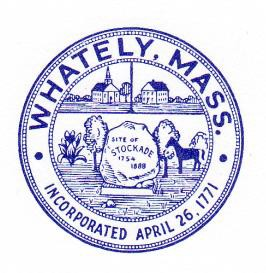 WHATELY, MASS.
SITE OF
STOCKADE
1754
1888
INCORPORATED APRIL 26, 1771